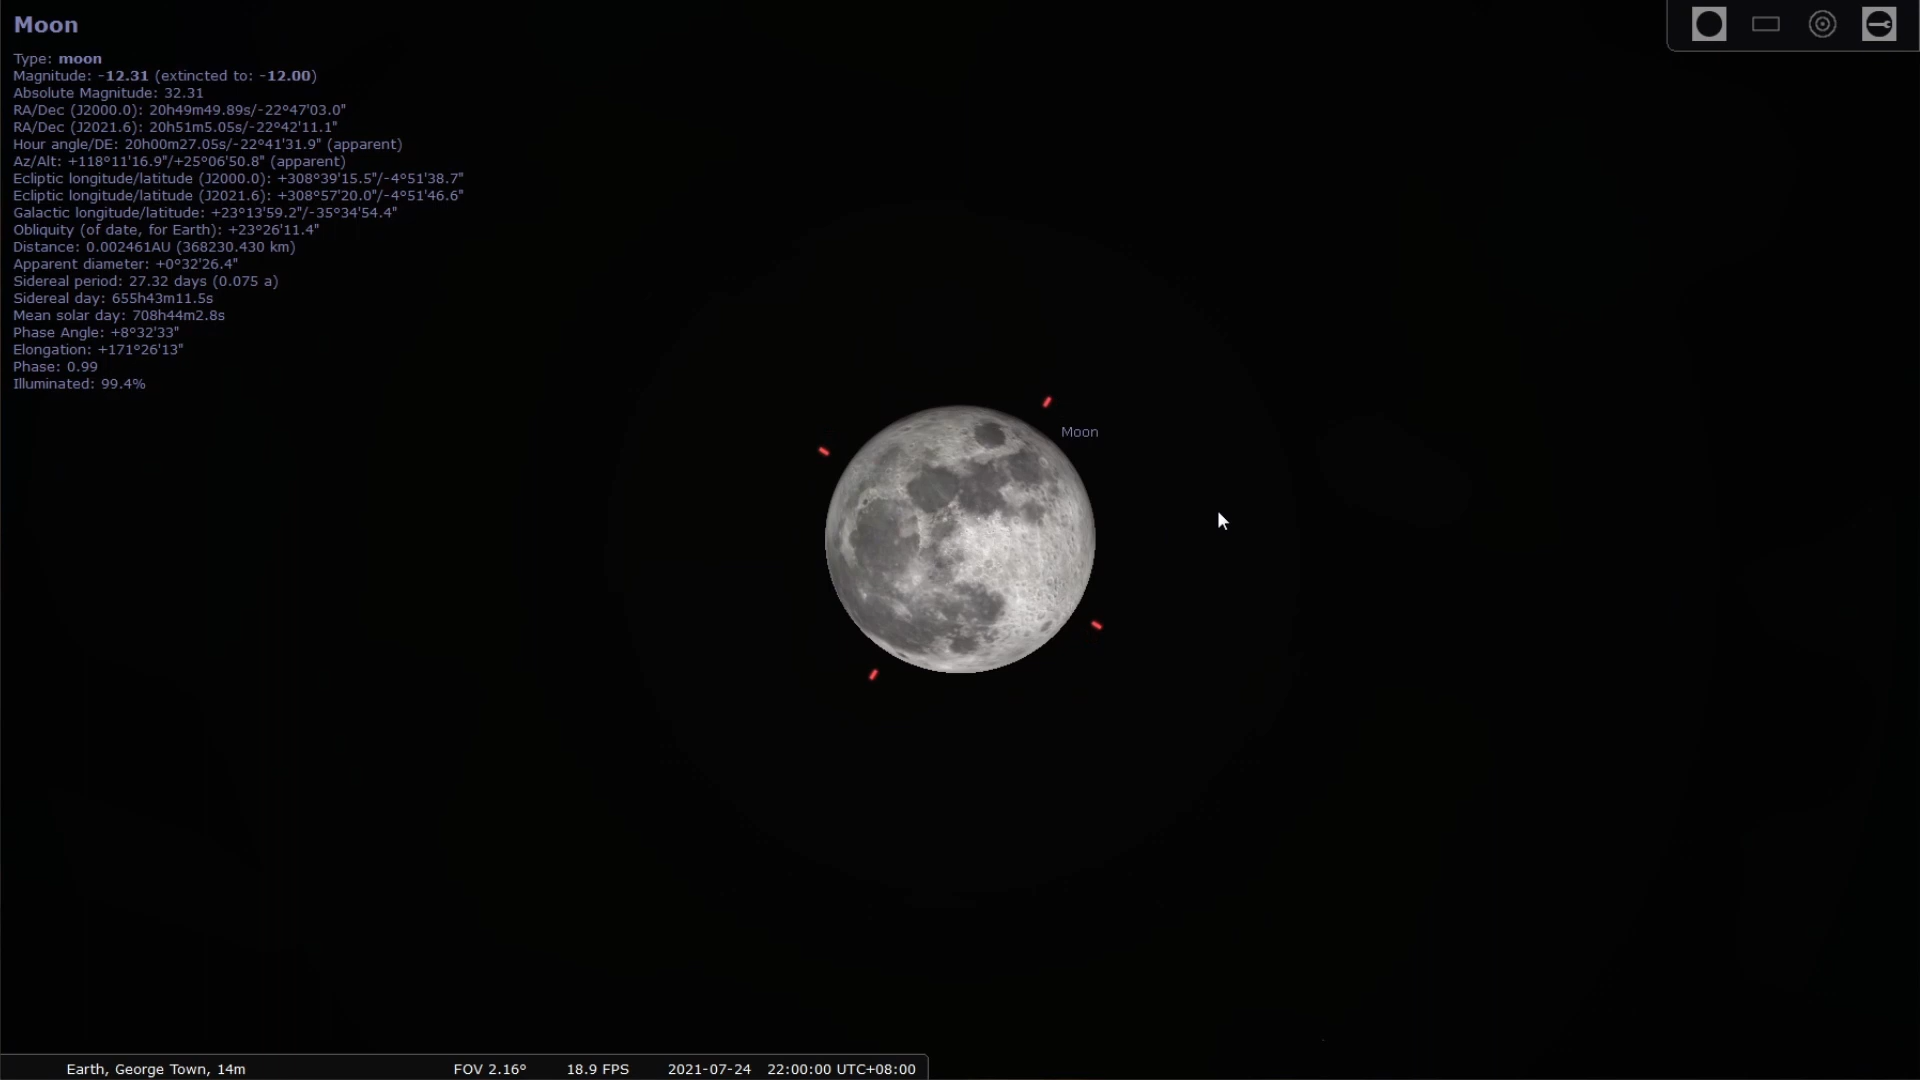 Moon
Type: moon
Magnitude: -12.31 (extincted to: -12.00)
Absolute Magnitude: 32.31
RA/Dec (J2000.0): 20h49m49.89s/-22°47'03.0"
RA/Dec (J2021.6): 20h51m5.05s/-22°42'11.1"
Hour angle/DE: 20h00m27.05s/-22°41'31.9" (apparent)
Az/Alt: +118°11'16.9"/+25°06'50.8" (apparent)
Ecliptic longitude/latitude (J2000.0): +308°39'15.5"/-4°51'38.7"
Ecliptic longitude/latitude (J2021.6): +308°57'20.0"/-4°51'46.6"
Galactic longitude/latitude: +23°13'59.2"/-35°34'54.4"
Obliquity (of date, for Earth): +23°26'11.4"
Distance: 0.002461AU (368230.430 km)
Apparent diameter: +0°32'26.4"
Sidereal period: 27.32 days (0.075 a)
Sidereal day: 655h43m11.5s
Mean solar day: 708h44m2.8s
Phase Angle: +8°32'33"
Elongation: +171°26'13"
Phase: 0.99
Illuminated: 99.4%
Moon
Earth, George Town, 14m FOV 2.16° 18.9 FPS 2021-07-24 22:00:00 UTC+08:00